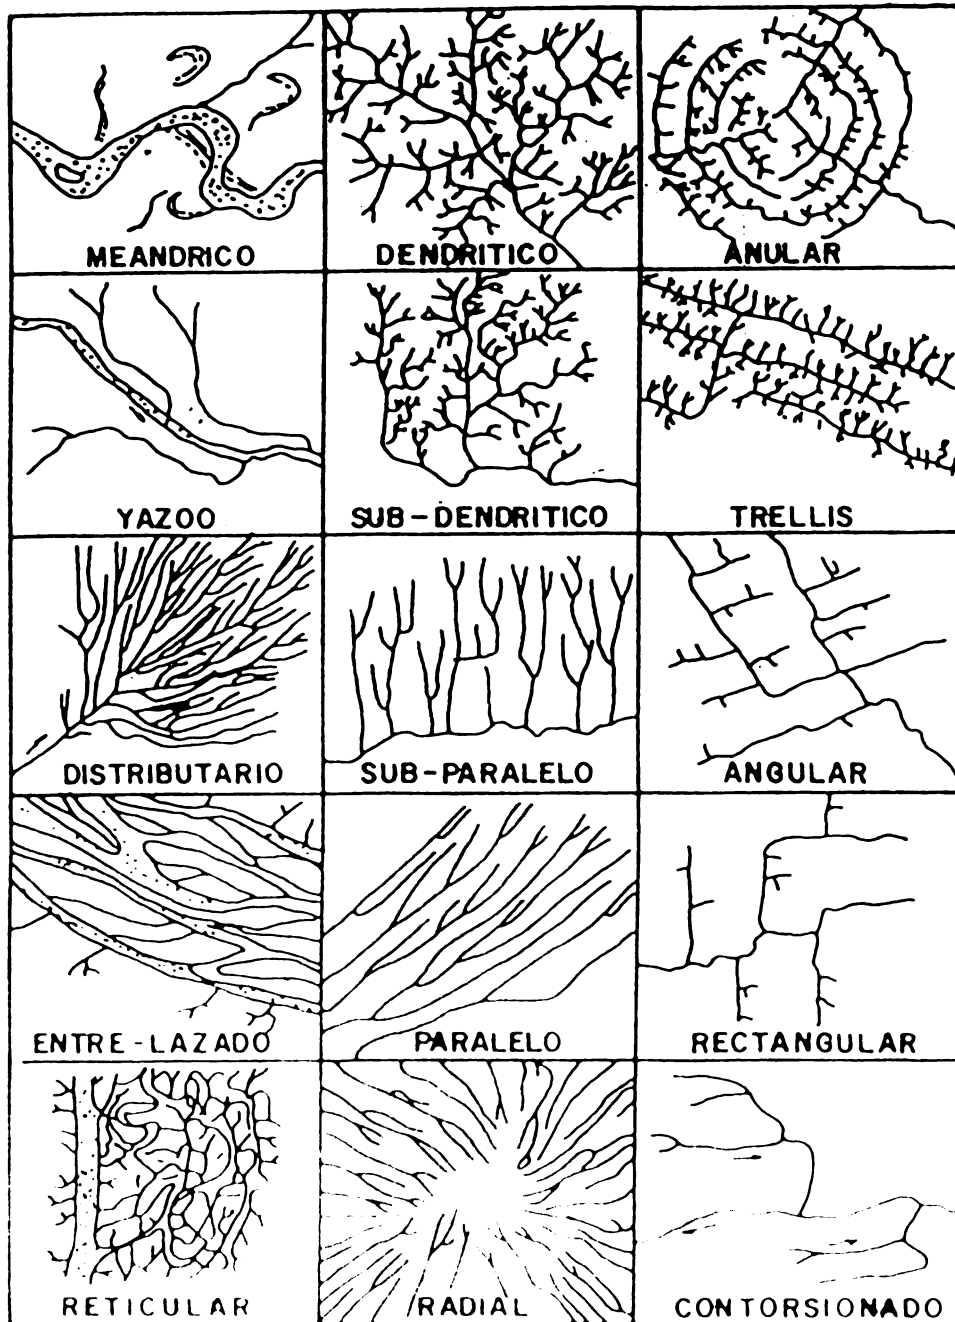 MEANDRICO
DENDRITICO
ANULAR
YAZOO
SUB-DENDRITICO
TRELLIS
DISTRIBUTARIO
SUB-PARALELO
ANGULAR
ENTRE-LAZADO
PARALELO
RECTANGULAR
RETICULAR
RADIAL
CONTORSIONADO